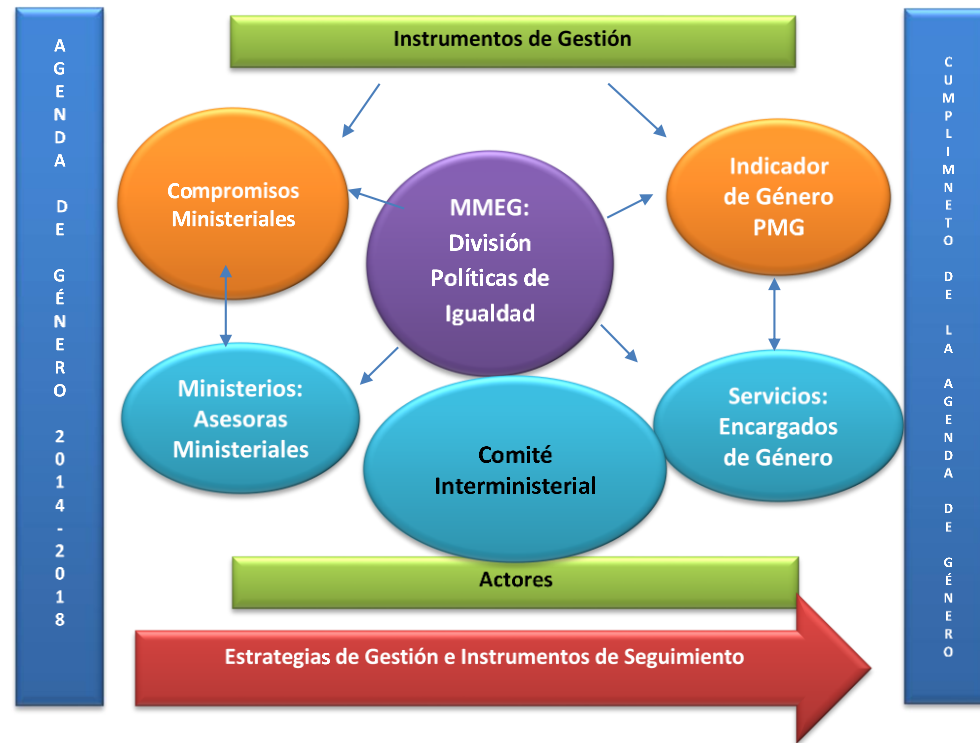 AGENDA DE GÉNERO 2014-2018
Instrumentos de Gestión
Compromisos
Ministeriales
MMEG:
División
Políticas de
Igualdad
Indicador
de Género
PMG
Ministerios:
Asesoras
Ministeriales
Comité
Interministerial
Servicios:
Encargados
de Género
Actores
Estrategias de Gestión e Instrumentos de Seguimiento
CUMPLIMNETO DE LA AGENDA DE GÉNERO